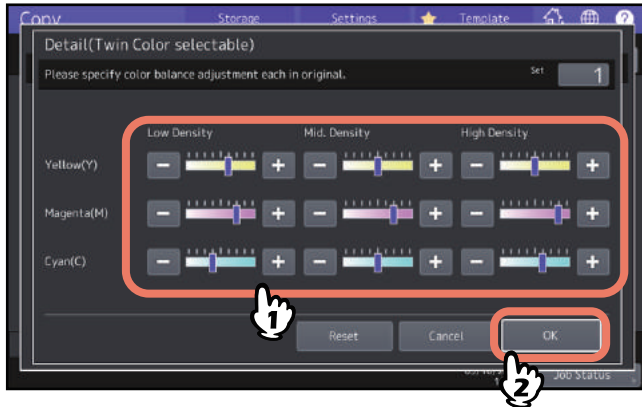 Copy Storage Settings Template
Detail(Twin Color selectable)
Please specify color balance adjustment each in original. Set 1
Low Density Mid. Density High Density
Yellow(Y)
Magenta(M)
Cyan(C)
1
Reset Cancel OK
2
Job Status